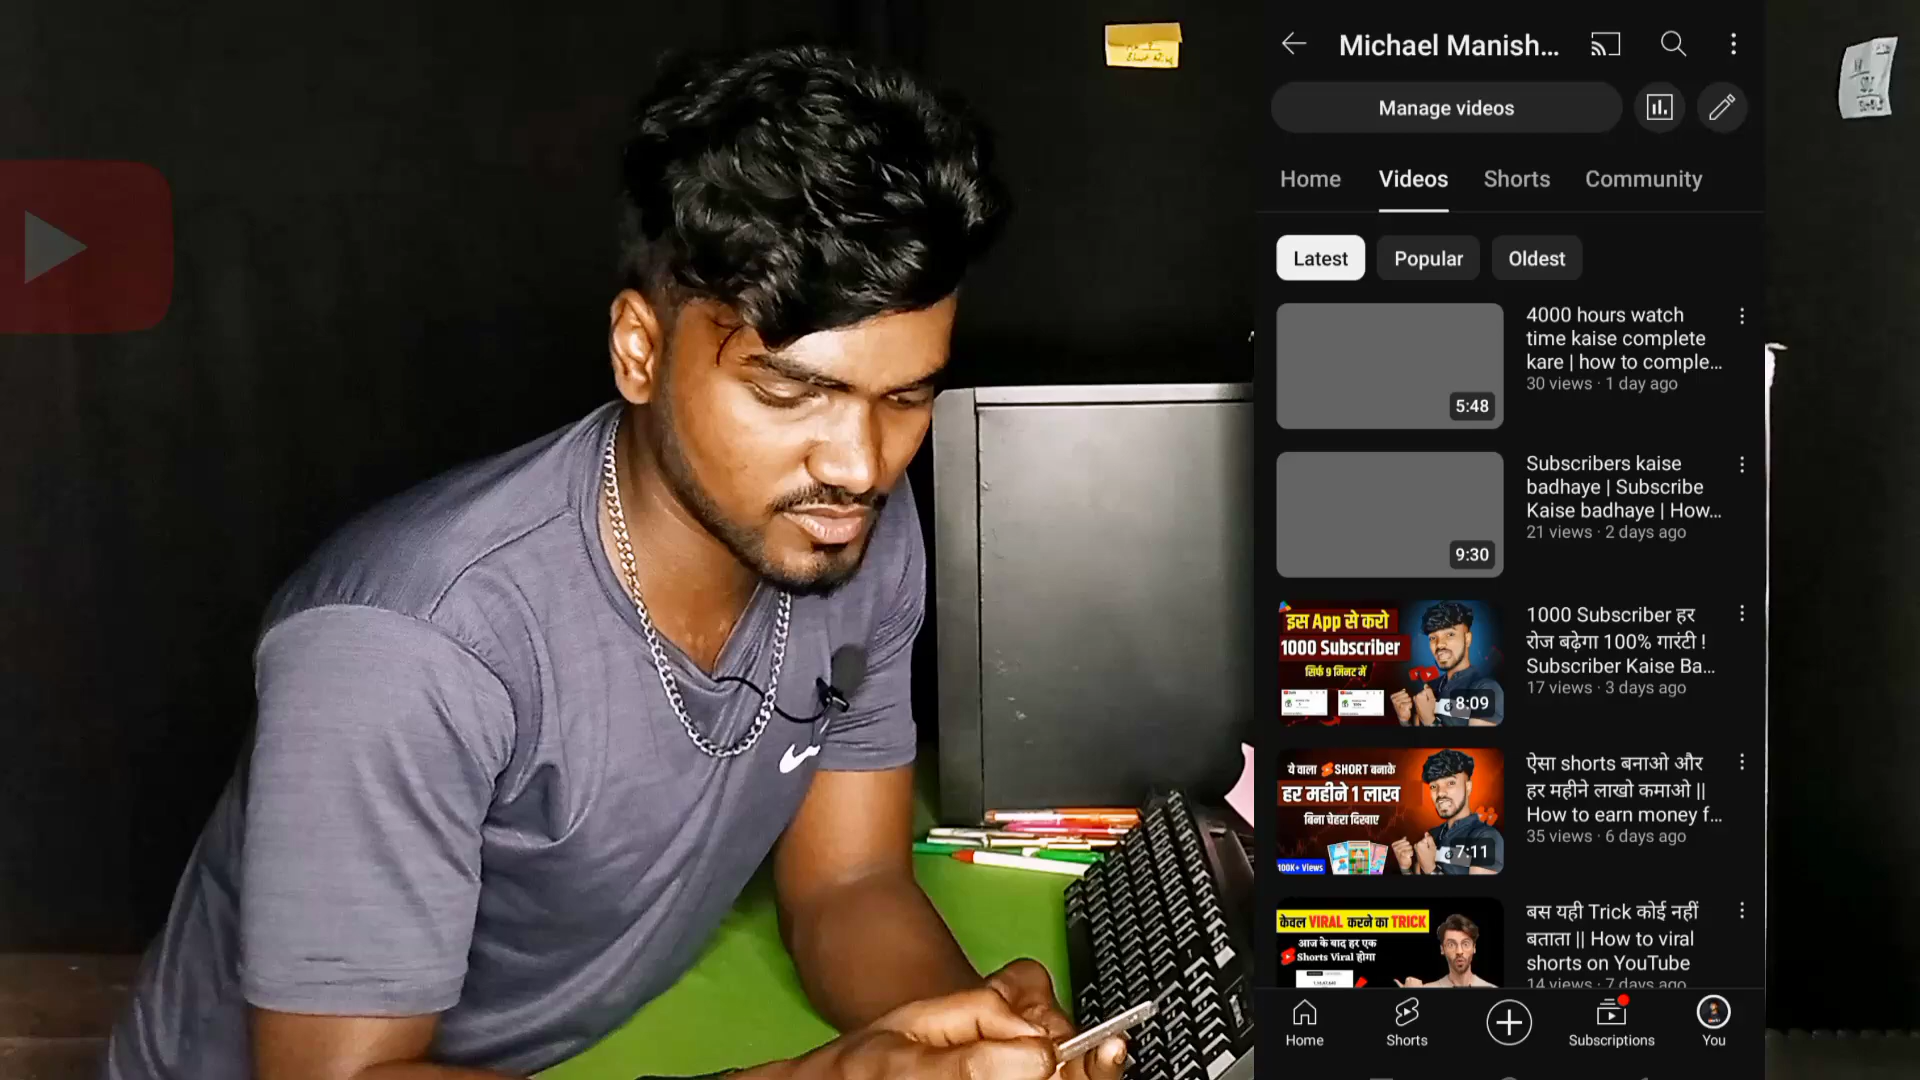 Michael Manish...
Manage videos
Home Videos Shorts Community
Latest Popular Oldest
4000 hours watch
time kaise complete
kare | how to comple...
30 views · 1 day ago
5:48
Subscribers kaise
badhaye | Subscribe
Kaise badhaye | How...
21 views · 2 days ago
9:30
इस App से करो
1000 Subscriber
सिर्फ 9 मिनट में
8:09
1000 Subscriber हर
रोज बढ़ेगा 100% गारंटी !
Subscriber Kaise Ba...
17 views · 3 days ago
ये वाला SHORT बनाके
हर महीने 1 लाख
बिना चेहरा दिखाए
100K+ Views
7:11
ऐसा shorts बनाओ और
हर महीने लाखो कमाओ ||
How to earn money f...
35 views · 6 days ago
केवल VIRAL करने का TRICK
आज के बाद हर एक
Shorts Viral होगा
बस यही Trick कोई नहीं
बताता || How to viral
shorts on YouTube
14 views · 7 days ago
Home Shorts Subscriptions You